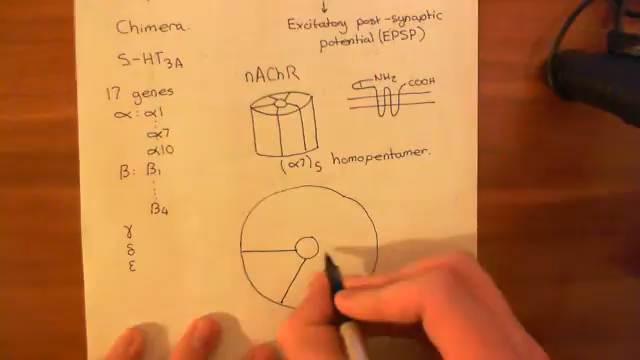 Chimera.
5-HT3A
17 genes
α: α1
⋮
α7
α10
β: β1
⋮
β4
γ
δ
ε
↓
Excitatory post-synaptic
potential (EPSP)
nAChR
NH2
COOH
(α7)5 homopentamer.